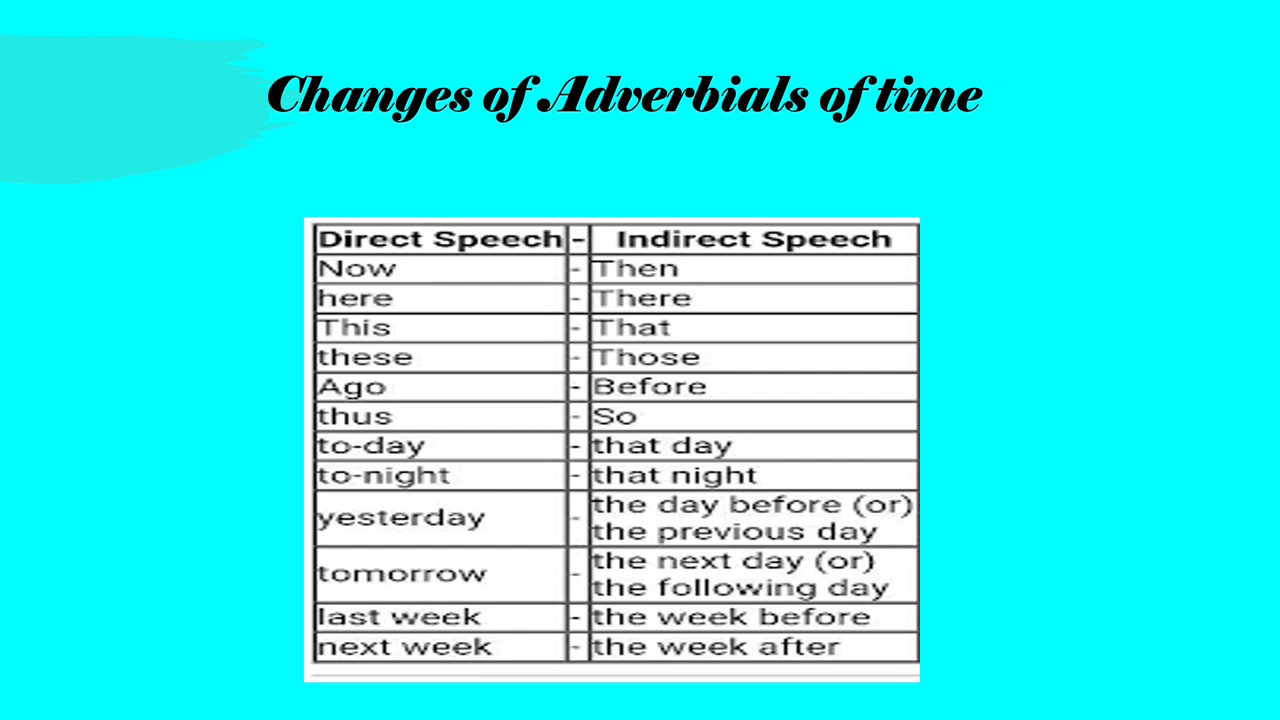 Changes of Adverbials of time
Direct Speech - Indirect Speech
Now - Then
here - There
This - That
these - Those
Ago - Before
thus - So
to-day - that day
to-night - that night
yesterday - the day before (or)
the previous day
tomorrow - the next day (or)
the following day
last week - the week before
next week - the week after